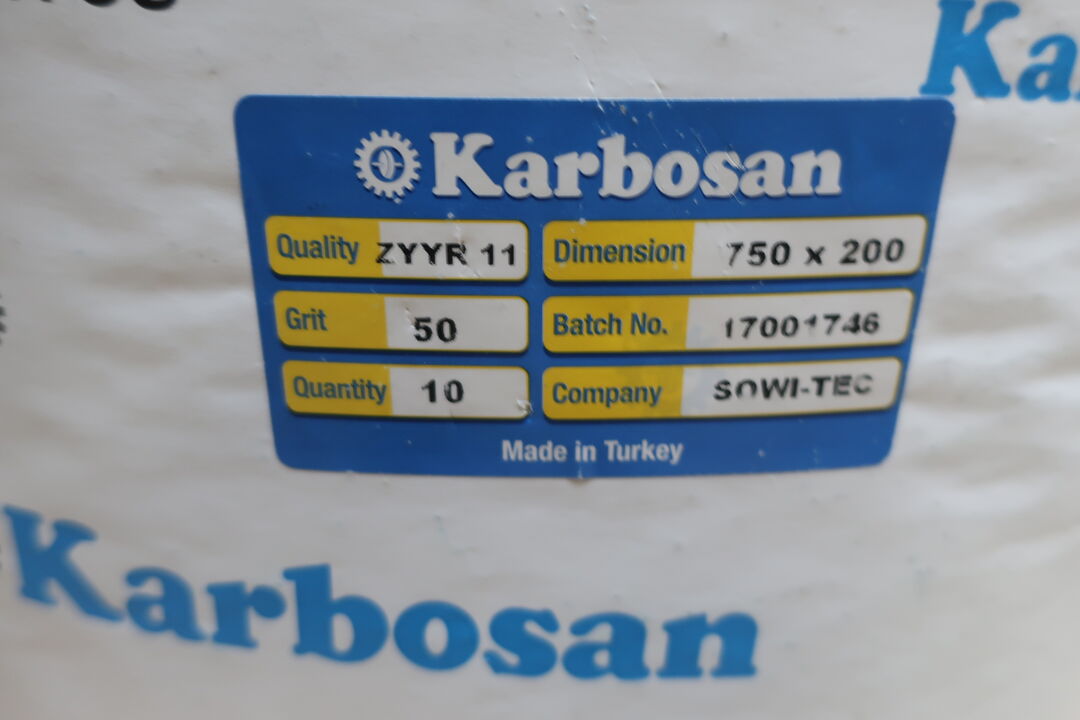 Ka
Karbosan
Quality ZYYR 11 Dimension 750 x 200
Grit 50 Batch No. 17001746
Quantity 10 Company SOWI-TEC
Made in Turkey
Karbosan